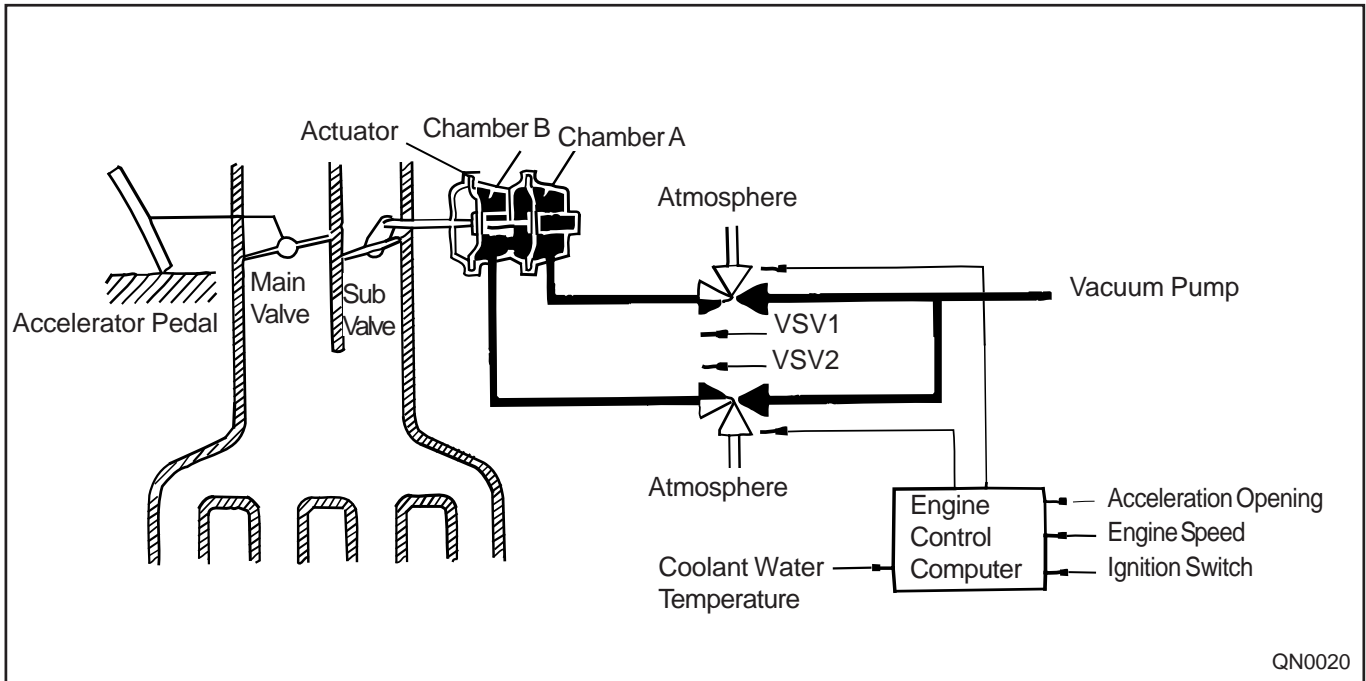 Actuator
Chamber B
Chamber A
Atmosphere
Vacuum Pump
Main
Valve
Sub
Valve
Accelerator Pedal
VSV1
VSV2
Atmosphere
Engine
Control
Computer
Acceleration Opening
Engine Speed
Ignition Switch
Coolant Water
Temperature
QN0020